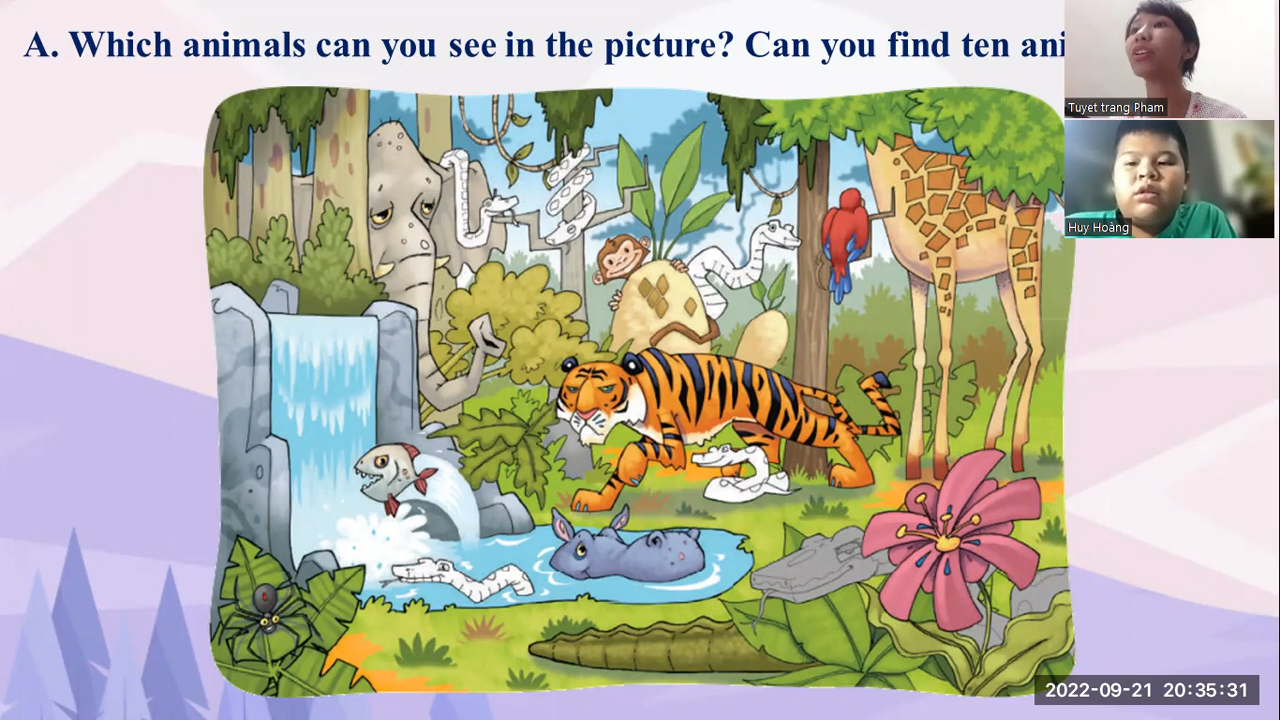 A. Which animals can you see in the picture? Can you find ten ani
Tuyet trang Pham
Huy Hoàng
2022-09-21 20:35:31